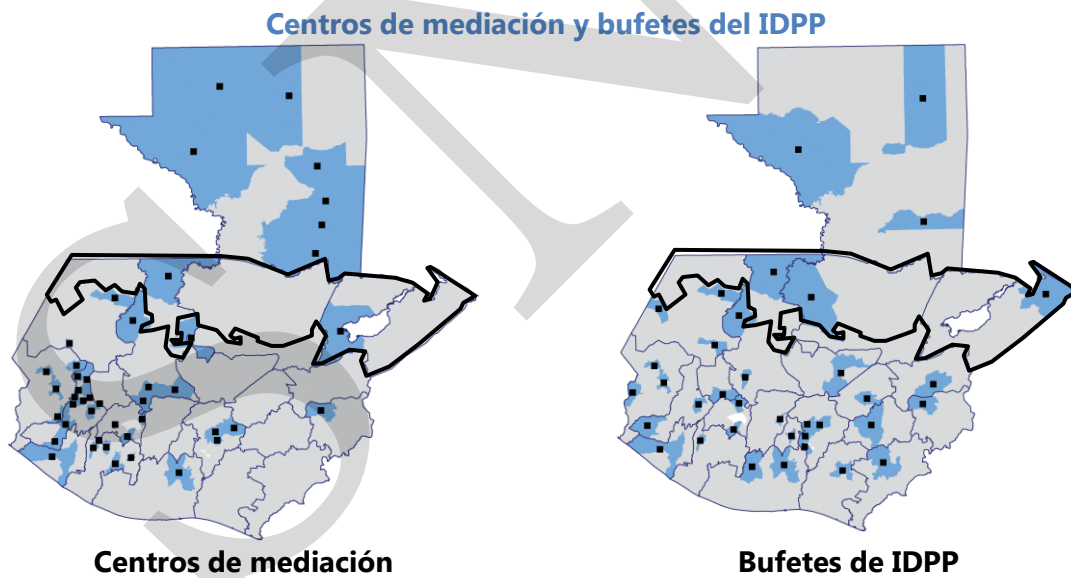 Centros de mediación y bufetes del IDPP
Centros de mediación
Bufetes de IDPP